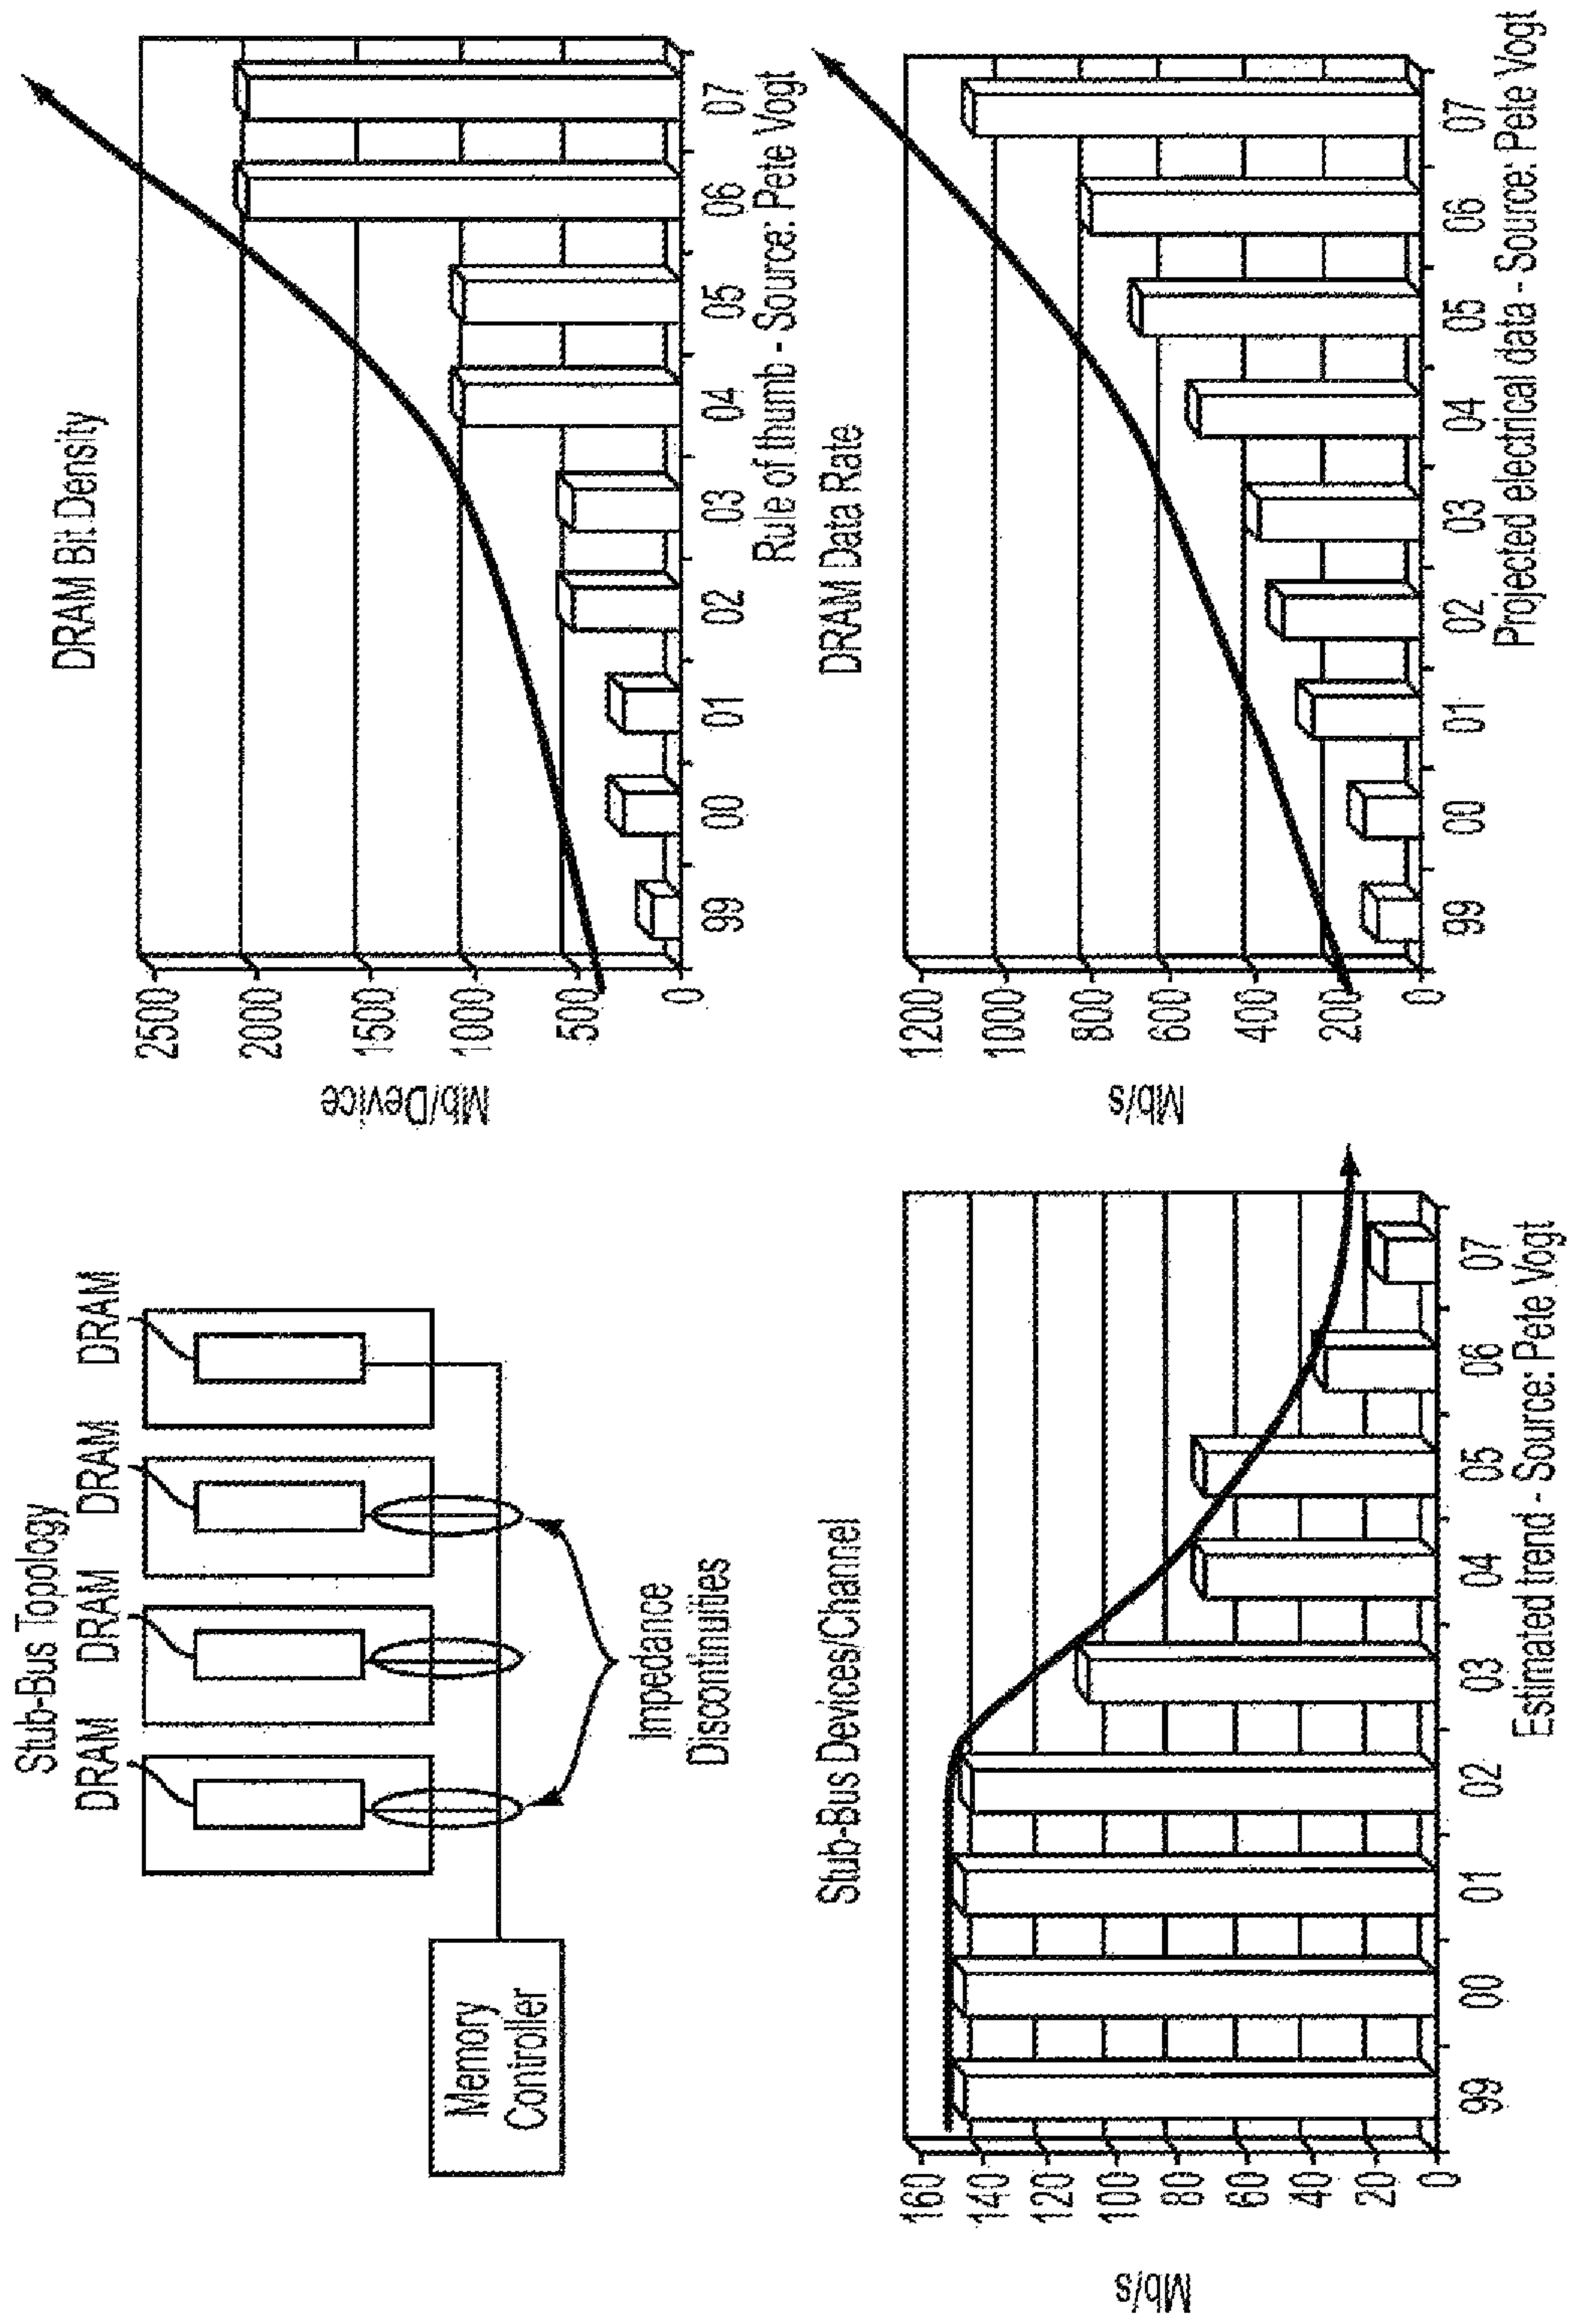 Stub-Bus Topology
DRAM DRAM DRAM DRAM
Memory
Controller
Impedance
Discontinuities
DRAM Bit Density
Mb/Device
2500
2000
1500
1000
500
0
99 00 01 02 03 04 05 06 07
Rule of thumb - Source: Pete Vogt
Stub-Bus Devices/Channel
Mb/s
160
140
120
100
80
60
40
20
0
99 00 01 02 03 04 05 06 07
Estimated trend - Source: Pete Vogt
DRAM Data Rate
Mb/s
1200
1000
800
600
400
200
0
99 00 01 02 03 04 05 06 07
Projected electrical data - Source: Pete Vogt